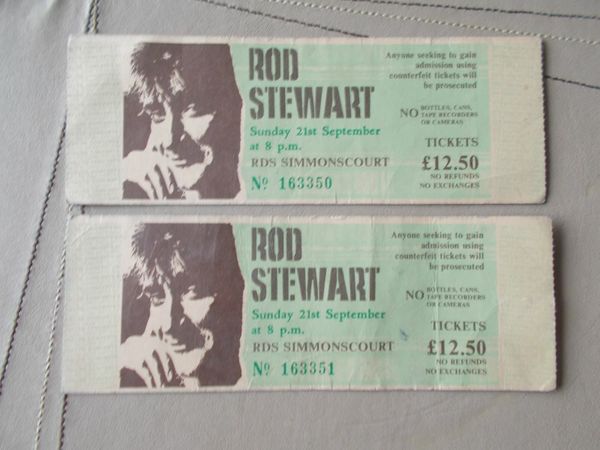 ROD
STEWART
Sunday 21st September
at 8 p.m.
RDS SIMMONSCOURT
Nº 163350
Anyone seeking to gain
admission using
counterfeit tickets will
be prosecuted
NO BOTTLES, CANS,
TAPE RECORDERS
OR CAMERAS
TICKETS
£12.50
NO REFUNDS
NO EXCHANGES
ROD
STEWART
Sunday 21st September
at 8 p.m.
RDS SIMMONSCOURT
Nº 163351
Anyone seeking to gain
admission using
counterfeit tickets will
be prosecuted
NO BOTTLES, CANS,
TAPE RECORDERS
OR CAMERAS
TICKETS
£12.50
NO REFUNDS
NO EXCHANGES